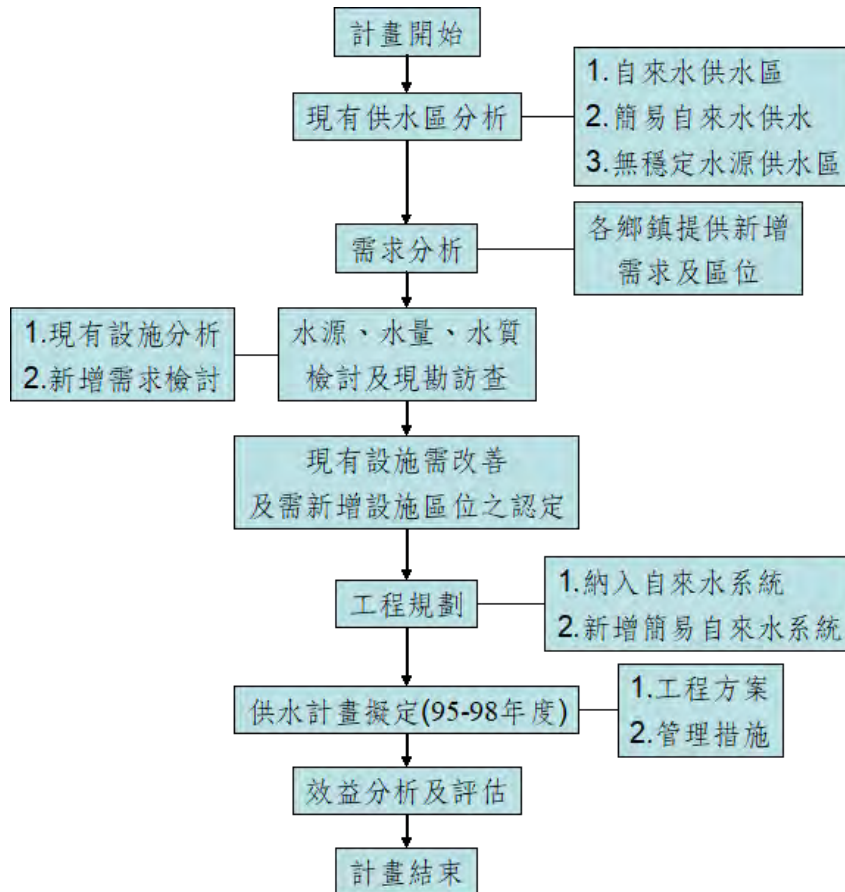 計畫開始
現有供水區分析
1.自來水供水區
2.簡易自來水供水
3.無穩定水源供水區
需求分析
各鄉鎮提供新增
需求及區位
1.現有設施分析
2.新增需求檢討
水源、水量、水質
檢討及現勘訪查
現有設施需改善
及需新增設施區位之認定
工程規劃
1.納入自來水系統
2.新增簡易自來水系統
供水計畫擬定(95-98年度)
1.工程方案
2.管理措施
效益分析及評估
計畫結束